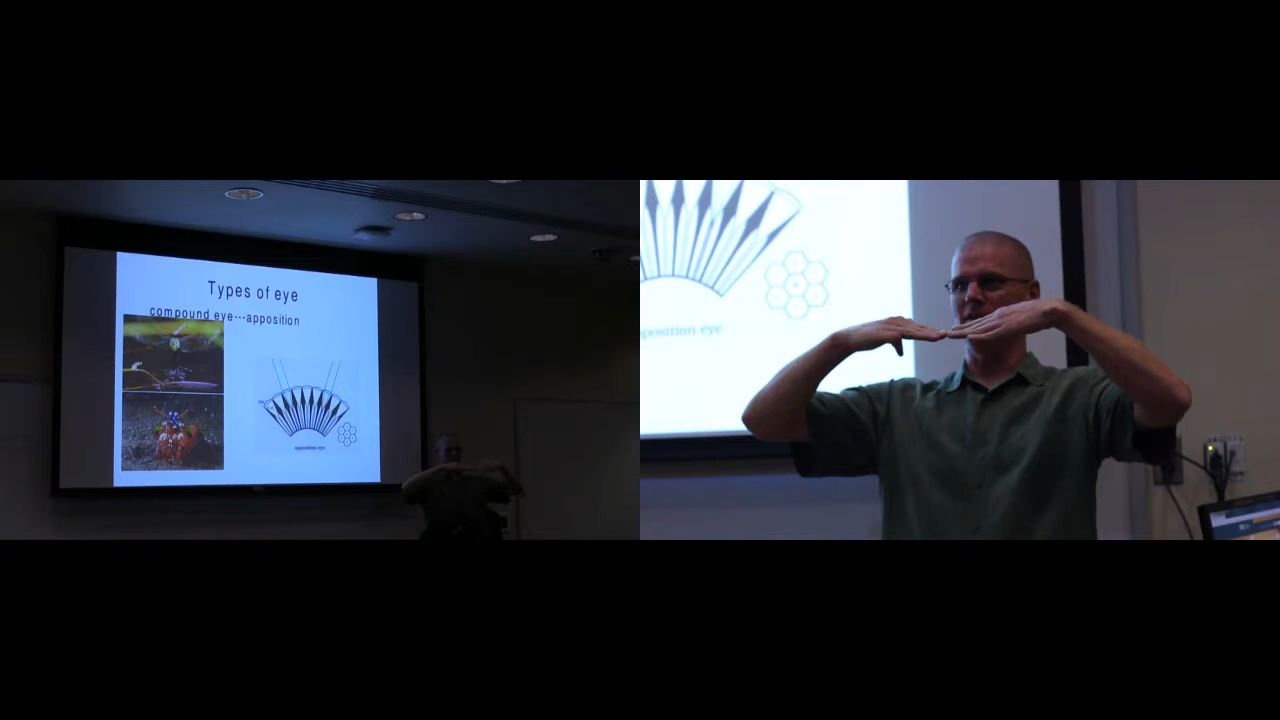 Types of eye
compound eye---apposition
apposition eye
position eye